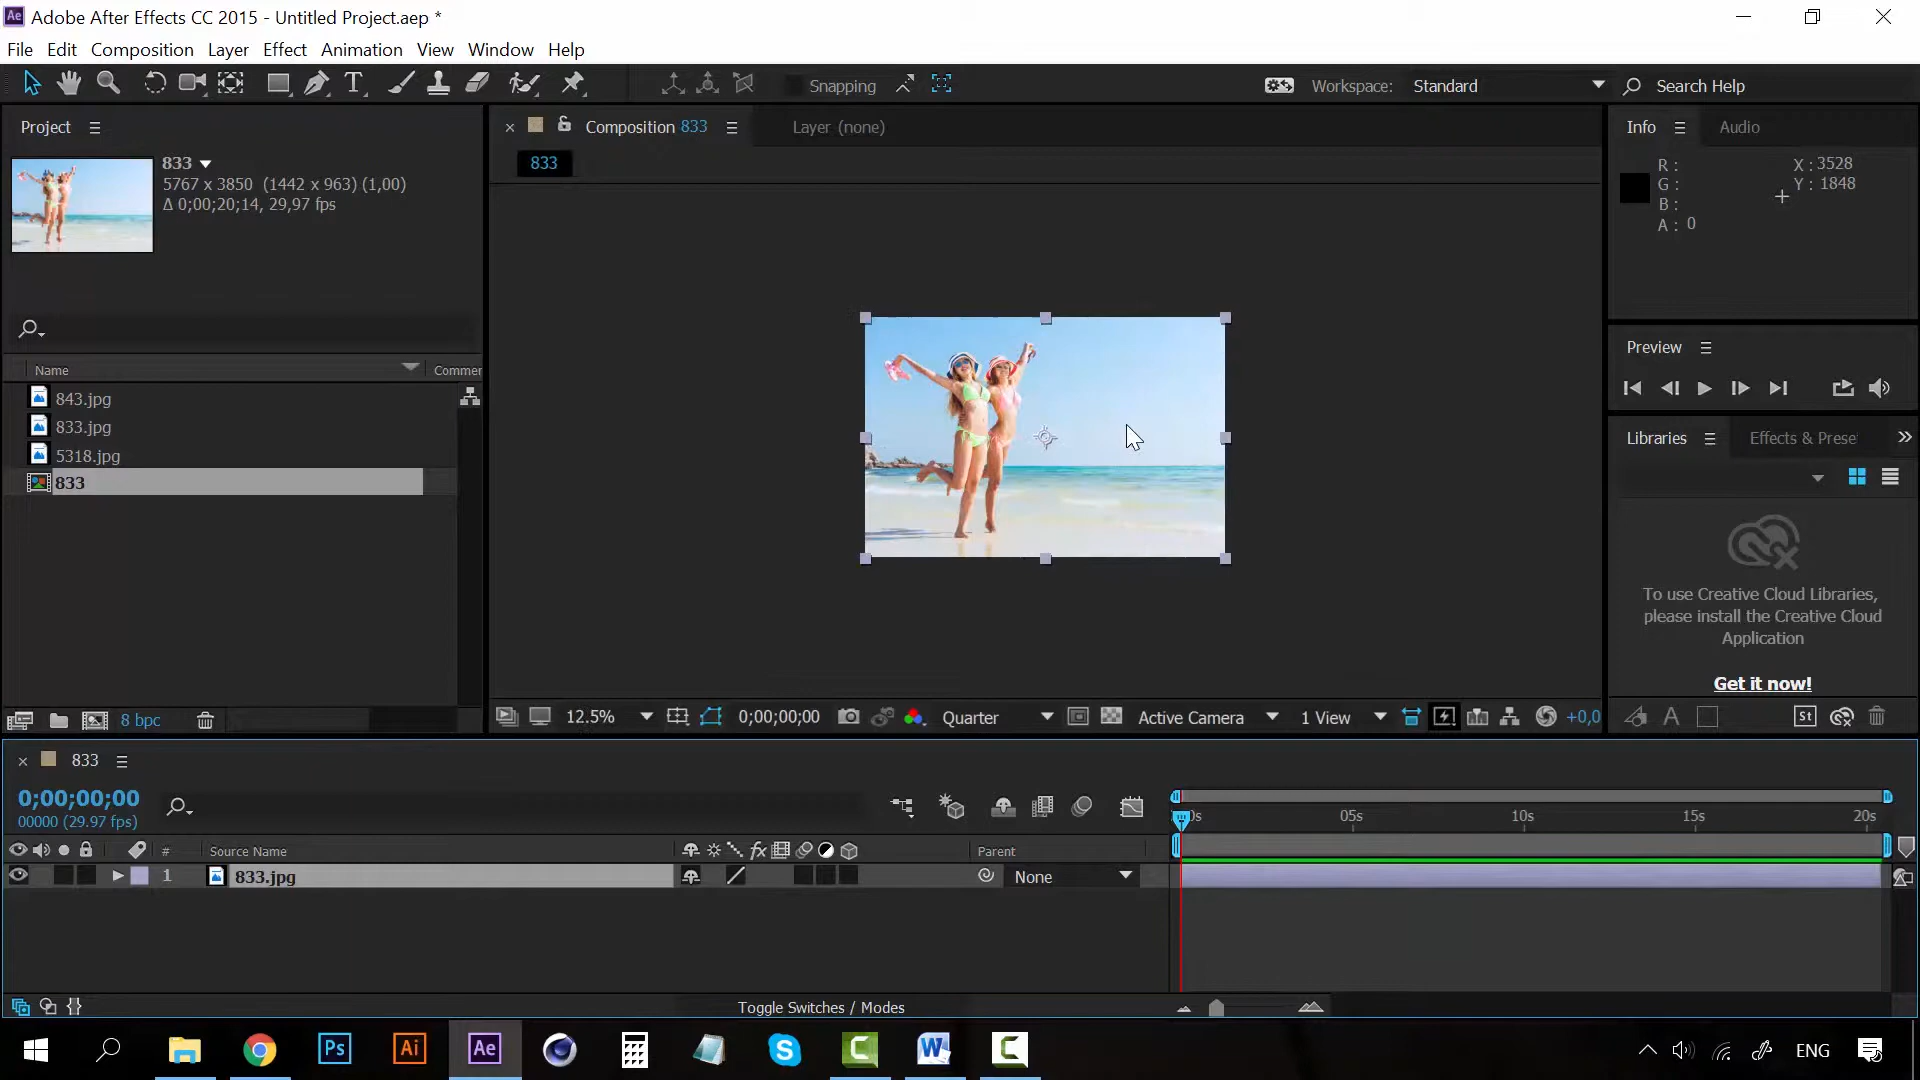 Adobe After Effects CC 2015 - Untitled Project.aep *
File Edit Composition Layer Effect Animation View Window Help
Snapping
Workspace: Standard
Search Help
Project
833
5767 x 3850 (1442 x 963) (1,00)
Δ 0;00;20;14, 29,97 fps
Name
843.jpg
833.jpg
5318.jpg
833
8 bpc
Composition 833
Layer (none)
833
12.5%
0;00;00;00
Quarter
Active Camera
1 View
+0,0
Info
Audio
R :
G :
B :
A : 0
X : 3528
Y : 1848
Preview
Libraries
To use Creative Cloud Libraries,
please install the Creative Cloud
Application
Get it now!
St
833
0;00;00;00
00000 (29.97 fps)
05s 10s 15s 20s
# Source Name
fx
Parent
1 833.jpg
None
Toggle Switches / Modes
Ps Ai Ae
ENG